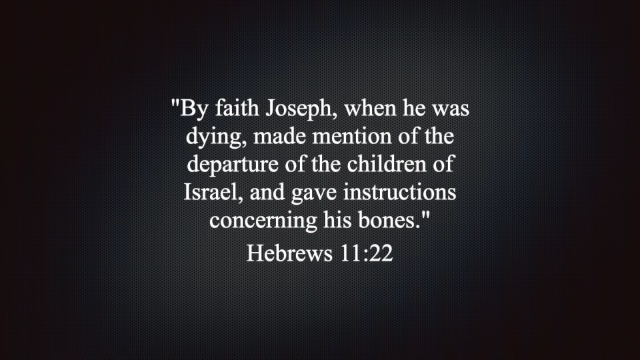 "By faith Joseph, when he was
dying, made mention of the
departure of the children of
Israel, and gave instructions
concerning his bones."
Hebrews 11:22